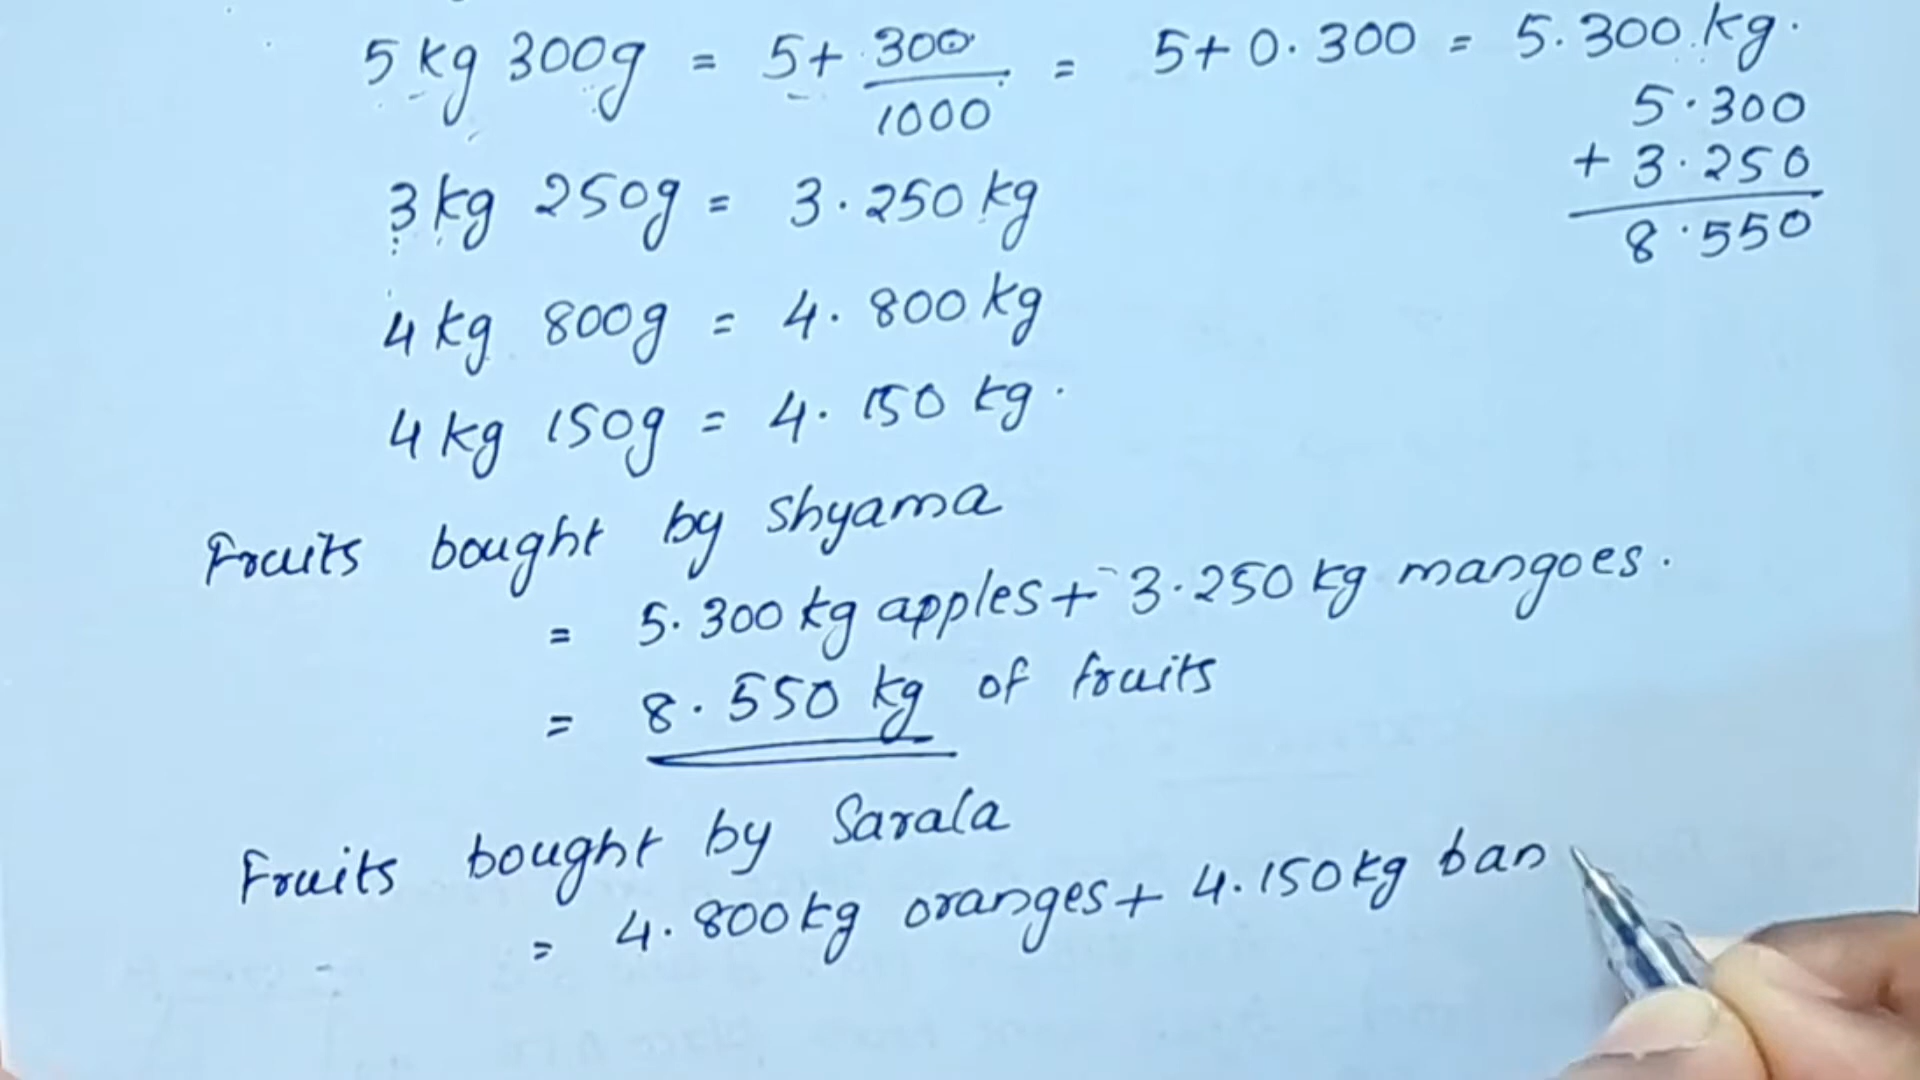 5 kg 300g = 5 + 300/1000 = 5 + 0.300 = 5.300 kg.
5.300
+ 3.250
8.550
3 kg 250g = 3.250 kg
4 kg 800g = 4.800 kg
4 kg 150g = 4.150 kg.
Fruits bought by Shyama
= 5.300 kg apples + 3.250 kg mangoes.
= 8.550 kg of fruits
Fruits bought by Sarala
= 4.800 kg oranges + 4.150 kg ban